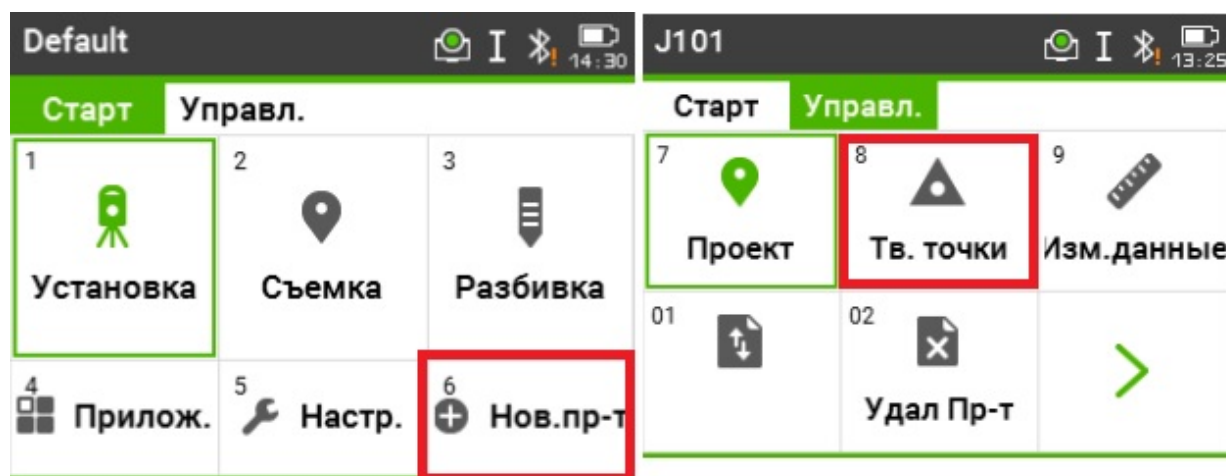 Default
14:30
Старт Управл.
1 2 3
Установка Съемка Разбивка
4 Прилож. 5 Настр. 6 Нов.пр-т
J101
13:25
Старт Управл.
7 8 9
Проект Тв. точки Изм.данные
01 02
Удал Пр-т